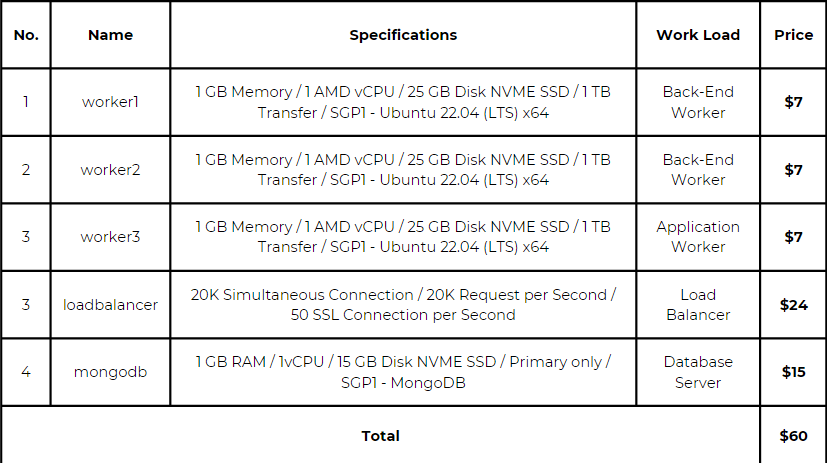 No. Name Specifications Work Load Price
1 worker1 1 GB Memory / 1 AMD vCPU / 25 GB Disk NVME SSD / 1 TB Back-End $7
Transfer / SGP1 - Ubuntu 22.04 (LTS) x64 Worker
2 worker2 1 GB Memory / 1 AMD vCPU / 25 GB Disk NVME SSD / 1 TB Back-End $7
Transfer / SGP1 - Ubuntu 22.04 (LTS) x64 Worker
3 worker3 1 GB Memory / 1 AMD vCPU / 25 GB Disk NVME SSD / 1 TB Application $7
Transfer / SGP1 - Ubuntu 22.04 (LTS) x64 Worker
3 loadbalancer 20K Simultaneous Connection / 20K Request per Second / Load $24
50 SSL Connection per Second Balancer
4 mongodb 1 GB RAM / 1vCPU / 15 GB Disk NVME SSD / Primary only / Database $15
SGP1 - MongoDB Server
Total $60